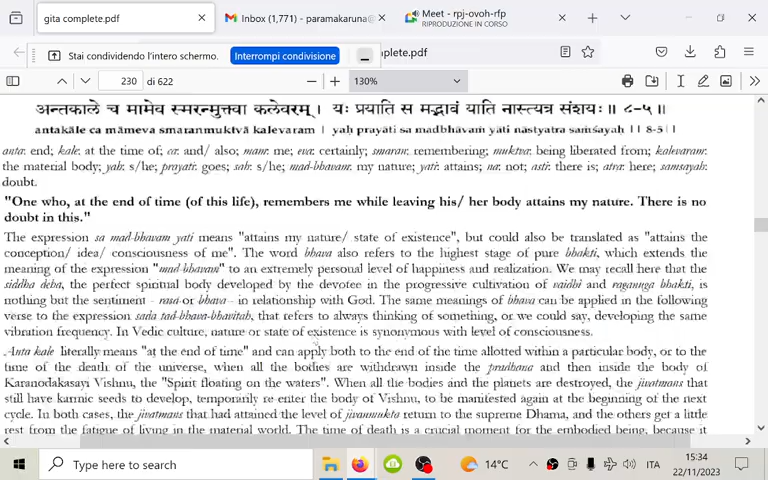 gita complete.pdf
Inbox (1,771) - paramakaruna@
Meet - rpj-ovoh-rfp
RIPRODUZIONE IN CORSO
Stai condividendo l'intero schermo.
Interrompi condivisione
plete.pdf
230 di 622
130%
अन्तकाले च मामेव स्मरन्मुक्त्वा कलेवरम् । यः प्रयाति स मद्भावं याति नास्त्यत्र संशयः ॥ ८-५ ॥
antakāle ca māmeva smaranmuktvā kalevaram | yaḥ prayāti sa madbhāvam yāti nāstyatra samśayaḥ || 8-5||
anta: end; kale: at the time of; ca: and/ also; mam: me; eva: certainly; smaran: remembering; muktva: being liberated from; kalevaram:
the material body; yah: s/he; prayati: goes; sah: s/he; mad-bhavam: my nature; yati: attains; na: not; asti: there is; atra: here; samsayah:
doubt.
"One who, at the end of time (of this life), remembers me while leaving his/ her body attains my nature. There is no
doubt in this."
The expression sa mad-bhavam yati means "attains my nature/ state of existence", but could also be translated as "attains the
conception/ idea/ consciousness of me". The word bhava also refers to the highest stage of pure bhakti, which extends the
meaning of the expression "mad-bhavam" to an extremely personal level of happiness and realization. We may recall here that the
siddha deha, the perfect spiritual body developed by the devotee in the progressive cultivation of vaidhi and raganuga bhakti, is
nothing but the sentiment - rasa or bhava - in relationship with God. The same meanings of bhava can be applied in the following
verse to the expression sada tad-bhava-bhavitah, that refers to always thinking of something, or we could say, developing the same
vibration frequency. In Vedic culture, nature or state of existence is synonymous with level of consciousness.
Anta kale literally means "at the end of time" and can apply both to the end of the time allotted within a particular body, or to the
time of the death of the universe, when all the bodies are withdrawn inside the pradhana and then inside the body of
Karanodakasayi Vishnu, the "Spirit floating on the waters". When all the bodies and the planets are destroyed, the jivatmans that
still have karmic seeds to develop, temporarily re-enter the body of Vishnu, to be manifested again at the beginning of the next
cycle. In both cases, the jivatmans that had attained the level of jivanmukta return to the supreme Dhama, and the others get a little
rest from the fatigue of living in the material world. The time of death is a crucial moment for the embodied being, because it
Type here to search
14°C
ITA
15:34
22/11/2023